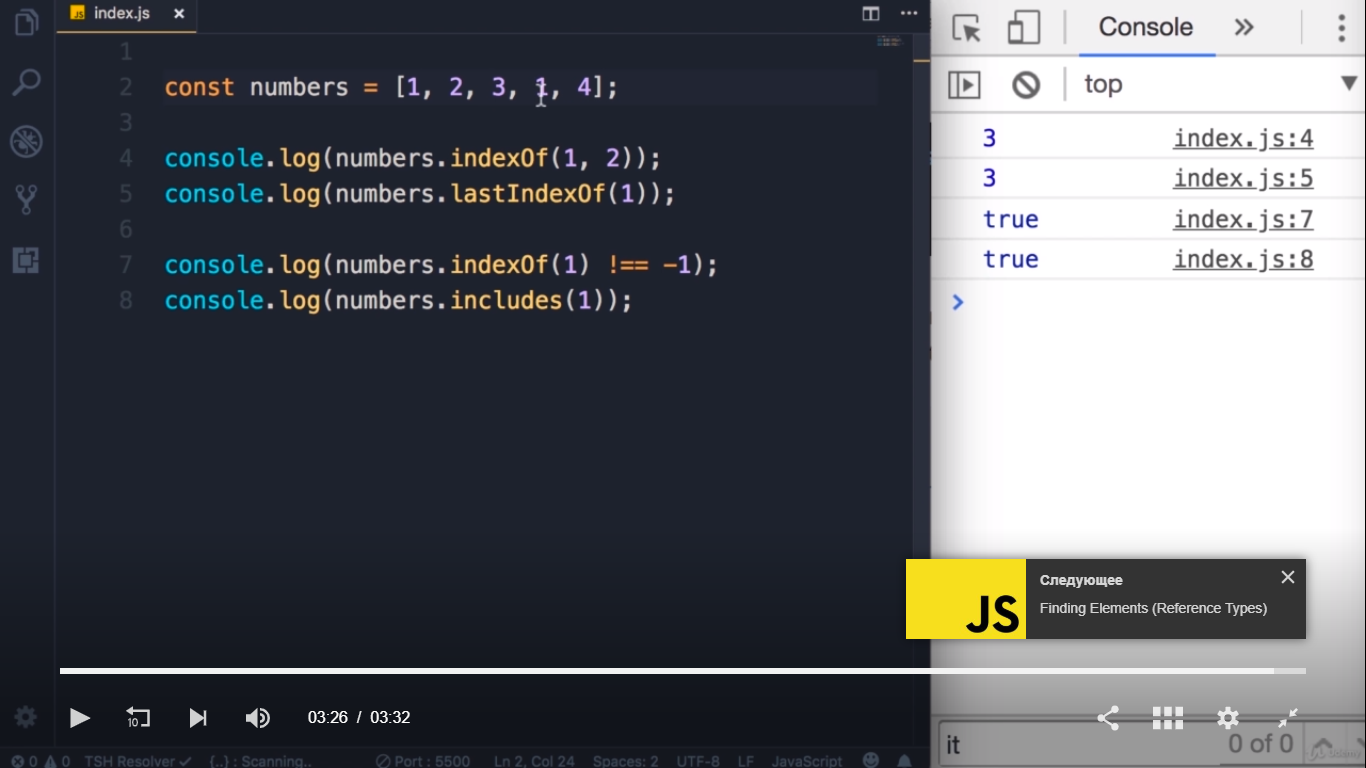 JS index.js ×
1
2 const numbers = [1, 2, 3, 1, 4];
3
4 console.log(numbers.indexOf(1, 2));
5 console.log(numbers.lastIndexOf(1));
6
7 console.log(numbers.indexOf(1) !== -1);
8 console.log(numbers.includes(1));
Console
top
3 index.js:4
3 index.js:5
true index.js:7
true index.js:8
JS
Следующее
Finding Elements (Reference Types)
10
03:26 / 03:32
it 0 of 0
0 0 TSH Resolver {..} : Scanning.. Port : 5500 Ln 2, Col 24 Spaces: 2 UTF-8 LF JavaScript